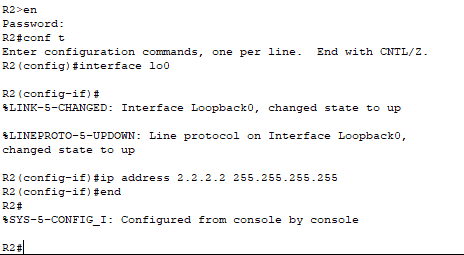 R2>en
Password:
R2#conf t
Enter configuration commands, one per line.  End with CNTL/Z.
R2(config)#interface lo0
R2(config-if)#
%LINK-5-CHANGED: Interface Loopback0, changed state to up
%LINEPROTO-5-UPDOWN: Line protocol on Interface Loopback0,
changed state to up
R2(config-if)#ip address 2.2.2.2 255.255.255.255
R2(config-if)#end
R2#
%SYS-5-CONFIG_I: Configured from console by console
R2#